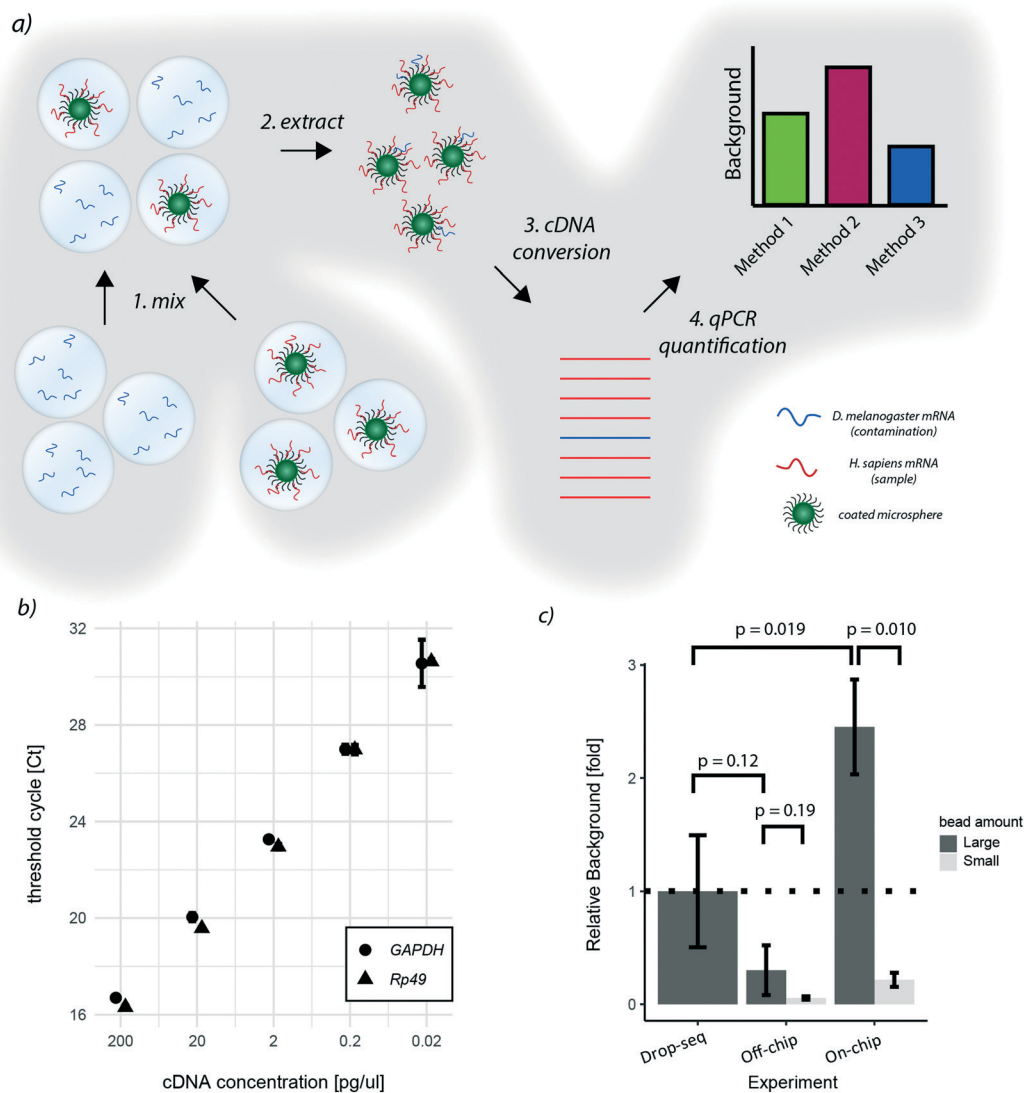 a)
2. extract
1. mix
3. cDNA
conversion
4. qPCR
quantification
Background
Method 1
Method 2
Method 3
D. melanogaster mRNA
(contamination)
H. sapiens mRNA
(sample)
coated microsphere
b)
threshold cycle [Ct]
32
28
24
20
16
200
20
2
0.2
0.02
cDNA concentration [pg/ul]
GAPDH
Rp49
c)
p = 0.019
p = 0.010
p = 0.12
p = 0.19
Relative Background [fold]
3
2
1
0
Drop-seq
Off-chip
On-chip
Experiment
bead amount
Large
Small